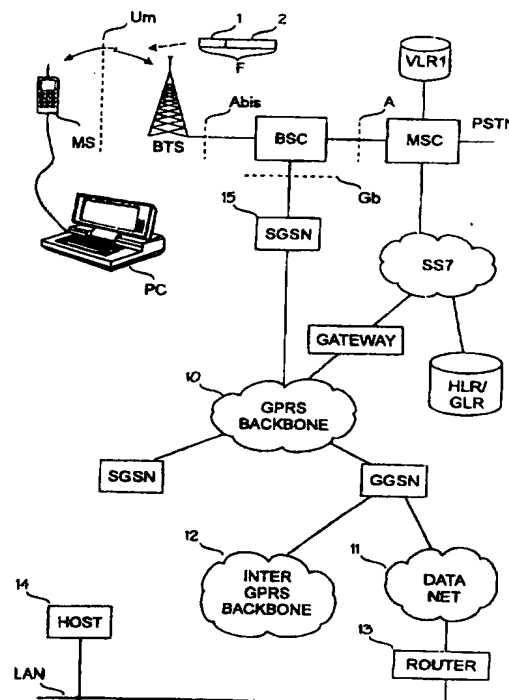 Um
1
2
F
VLR1
MS
BTS
Abis
BSC
A
MSC
PSTN
Gb
15
SGSN
SS7
PC
GATEWAY
10
GPRS
BACKBONE
HLR/
GLR
SGSN
GGSN
12
INTER
GPRS
BACKBONE
11
DATA
NET
14
HOST
13
ROUTER
LAN